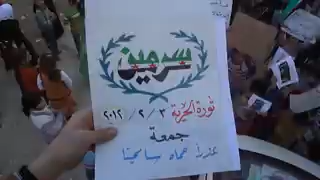 سرمين
ثورة الحرية ٣ / ٢ / ٢٠١٢
جمعة
عذراً حماه سامحينا